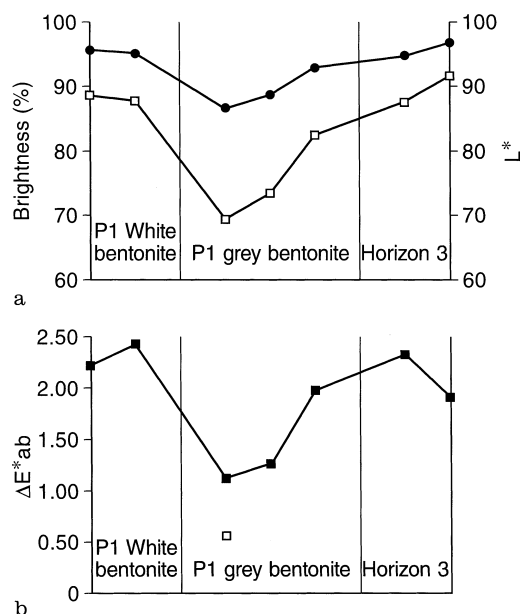 100
90
80
70
60
Brightness (%)
100
90
80
70
60
L*
P1 White
bentonite
P1 grey bentonite
Horizon 3
a
2.50
2.00
1.50
1.00
0.50
0
ΔE*ab
P1 White
bentonite
P1 grey bentonite
Horizon 3
b